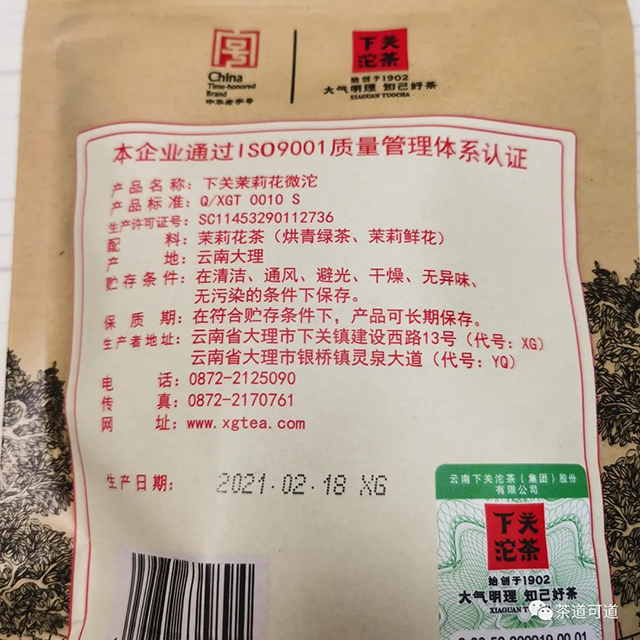 China
Time-honored
Brand
中华老字号
下关
沱茶
始创于1902
大气明理 知己好茶
XIAGUAN TUOCHA
本企业通过ISO9001质量管理体系认证
产品名称：下关茉莉花微沱
产品标准：Q/XGT 0010 S
生产许可证号：SC11453290112736
配 料：茉莉花茶（烘青绿茶、茉莉鲜花）
产 地：云南大理
贮存条件：在清洁、通风、避光、干燥、无异味、
无污染的条件下保存。
保 质 期：在符合贮存条件下，产品可长期保存。
生产者地址：云南省大理市下关镇建设西路13号（代号：XG）
云南省大理市银桥镇灵泉大道（代号：YQ）
电 话：0872-2125090
传 真：0872-2170761
网 址：www.xgtea.com
生产日期： 2021.02.18 XG
云南下关沱茶（集团）股份
有限公司
下关
沱茶
始创于1902
大气明理 知己好茶
XIAGUAN TUOCHA
茶道可道